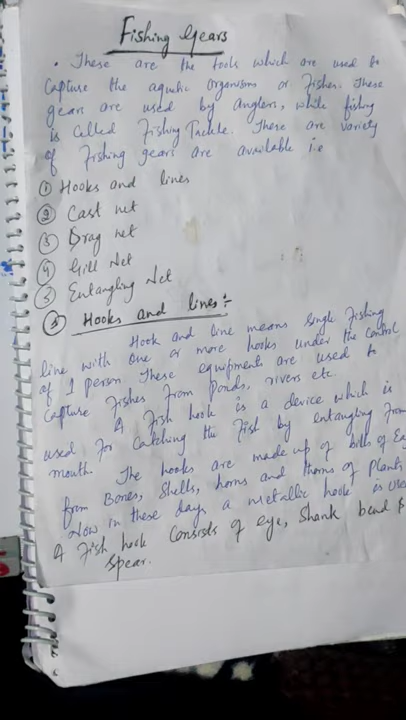 Fishing Gears
• These are the tools which are used to
capture the aquatic organisms or Fishes. These
gears are used by anglers, while fishing
is called Fishing Tackle. There are variety
of Fishing gears are available i.e
① Hooks and lines
② Cast net
③ Drag net
④ Gill Net
⑤ Entangling Net
① Hooks and lines :-
Hook and line means single Fishing
line with one or more hooks under the control
of 1 person. These equipments are used to
capture Fishes from Ponds, rivers etc.
A Fish hook is a device which is
used for catching the Fish by entangling From
mouth.
The hooks are made up of bills of
from Bones, Shells, horns and thorns of Plants
Now in these days a metallic hook is
A Fish hook consists of eye, Shank bend
Spear.